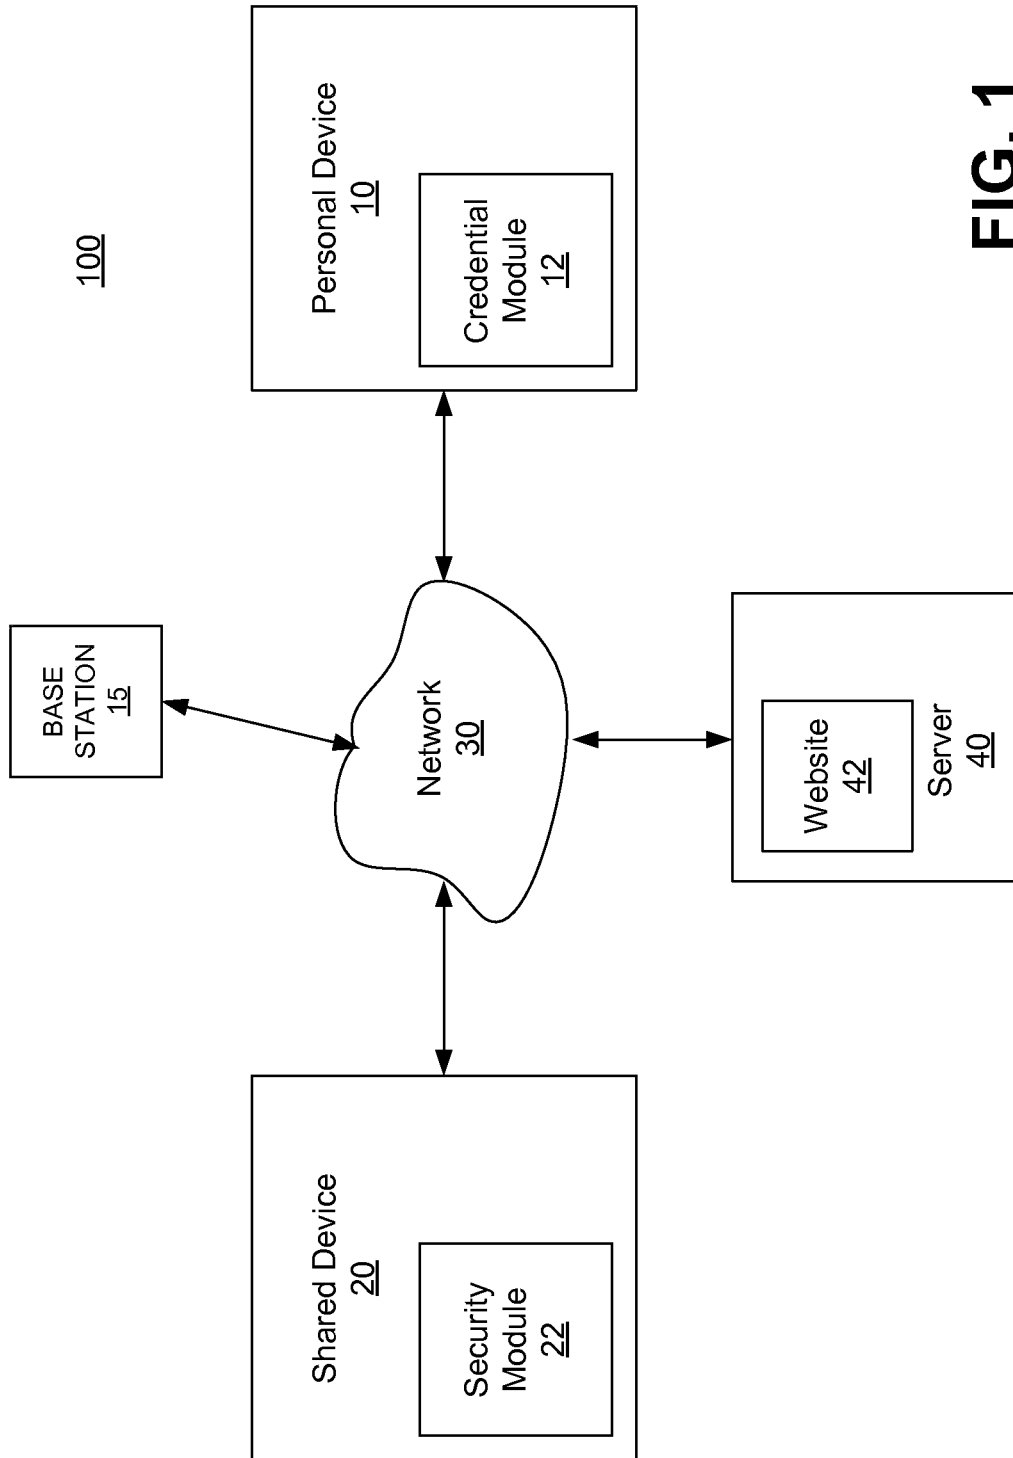 100
BASE
STATION
15
Shared Device
20
Security
Module
22
Network
30
Personal Device
10
Credential
Module
12
Website
42
Server
40
FIG. 1